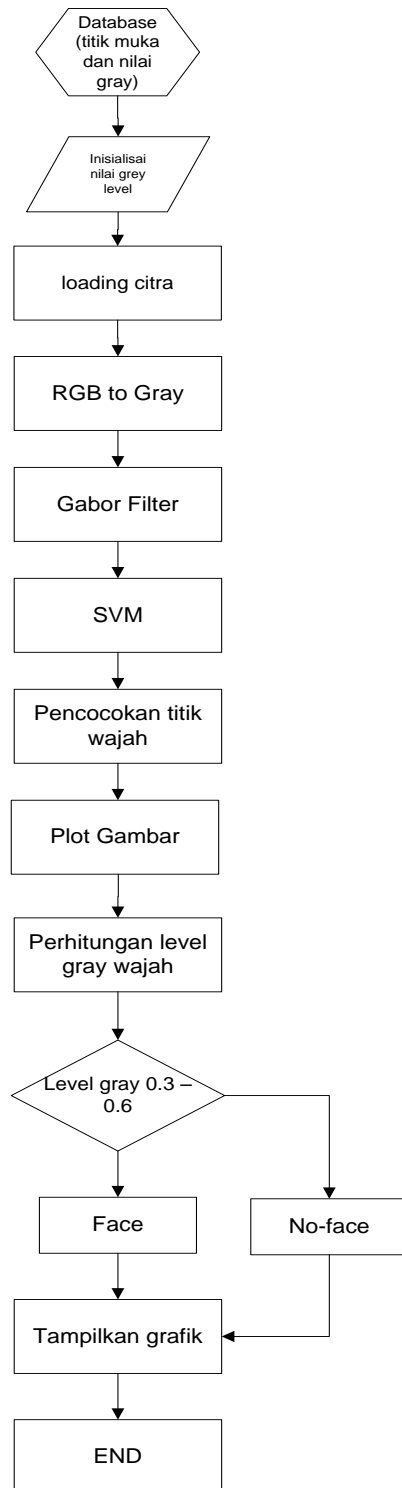 Database
(titik muka
dan nilai
gray)
Inisialisai
nilai grey
level
loading citra
RGB to Gray
Gabor Filter
SVM
Pencocokan titik
wajah
Plot Gambar
Perhitungan level
gray wajah
Level gray 0.3 –
0.6
Face
No-face
Tampilkan grafik
END